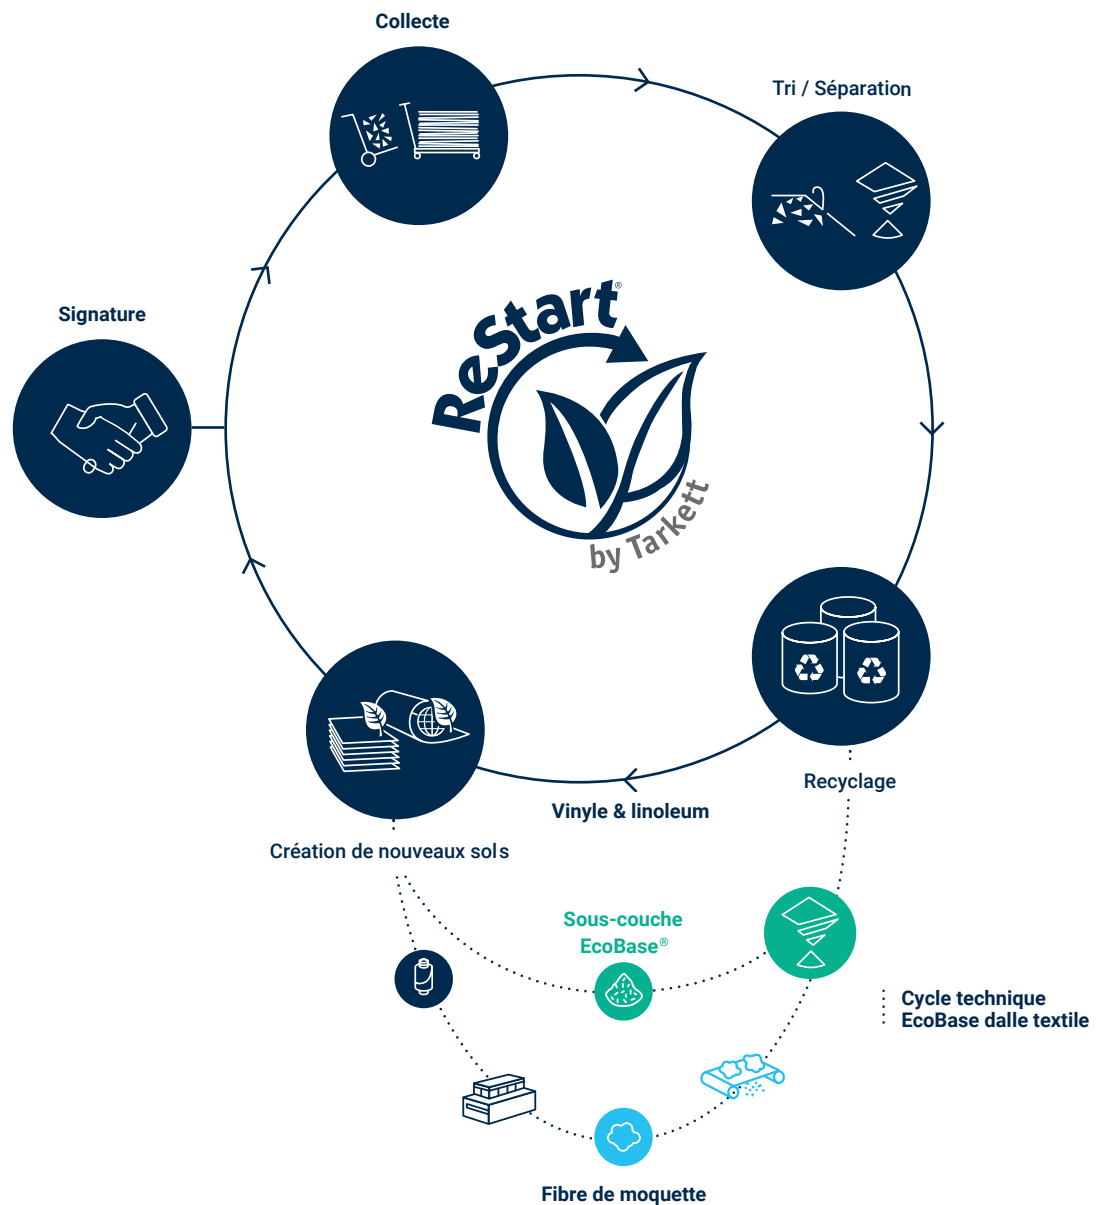 Collecte
Tri / Séparation
Signature
ReStart®
by Tarkett
Recyclage
Vinyle & linoleum
Création de nouveaux sols
Sous-couche
EcoBase®
Cycle technique
EcoBase dalle textile
Fibre de moquette